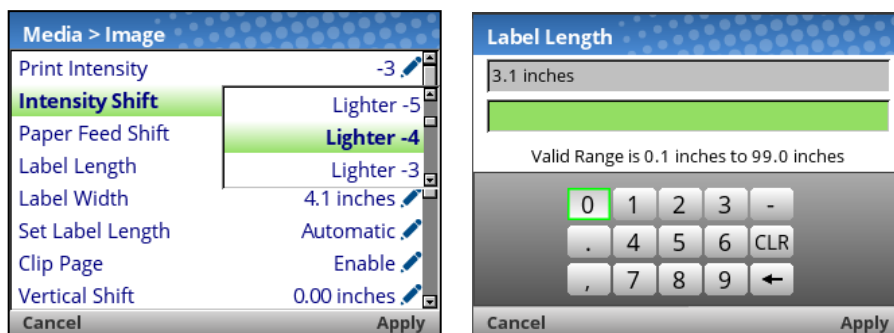 Media > Image
Print Intensity -3
Intensity Shift Lighter -5
Paper Feed Shift Lighter -4
Label Length Lighter -3
Label Width 4.1 inches
Set Label Length Automatic
Clip Page Enable
Vertical Shift 0.00 inches
Cancel Apply
Label Length
3.1 inches
Valid Range is 0.1 inches to 99.0 inches
0 1 2 3 -
. 4 5 6 CLR
, 7 8 9 ←
Cancel Apply